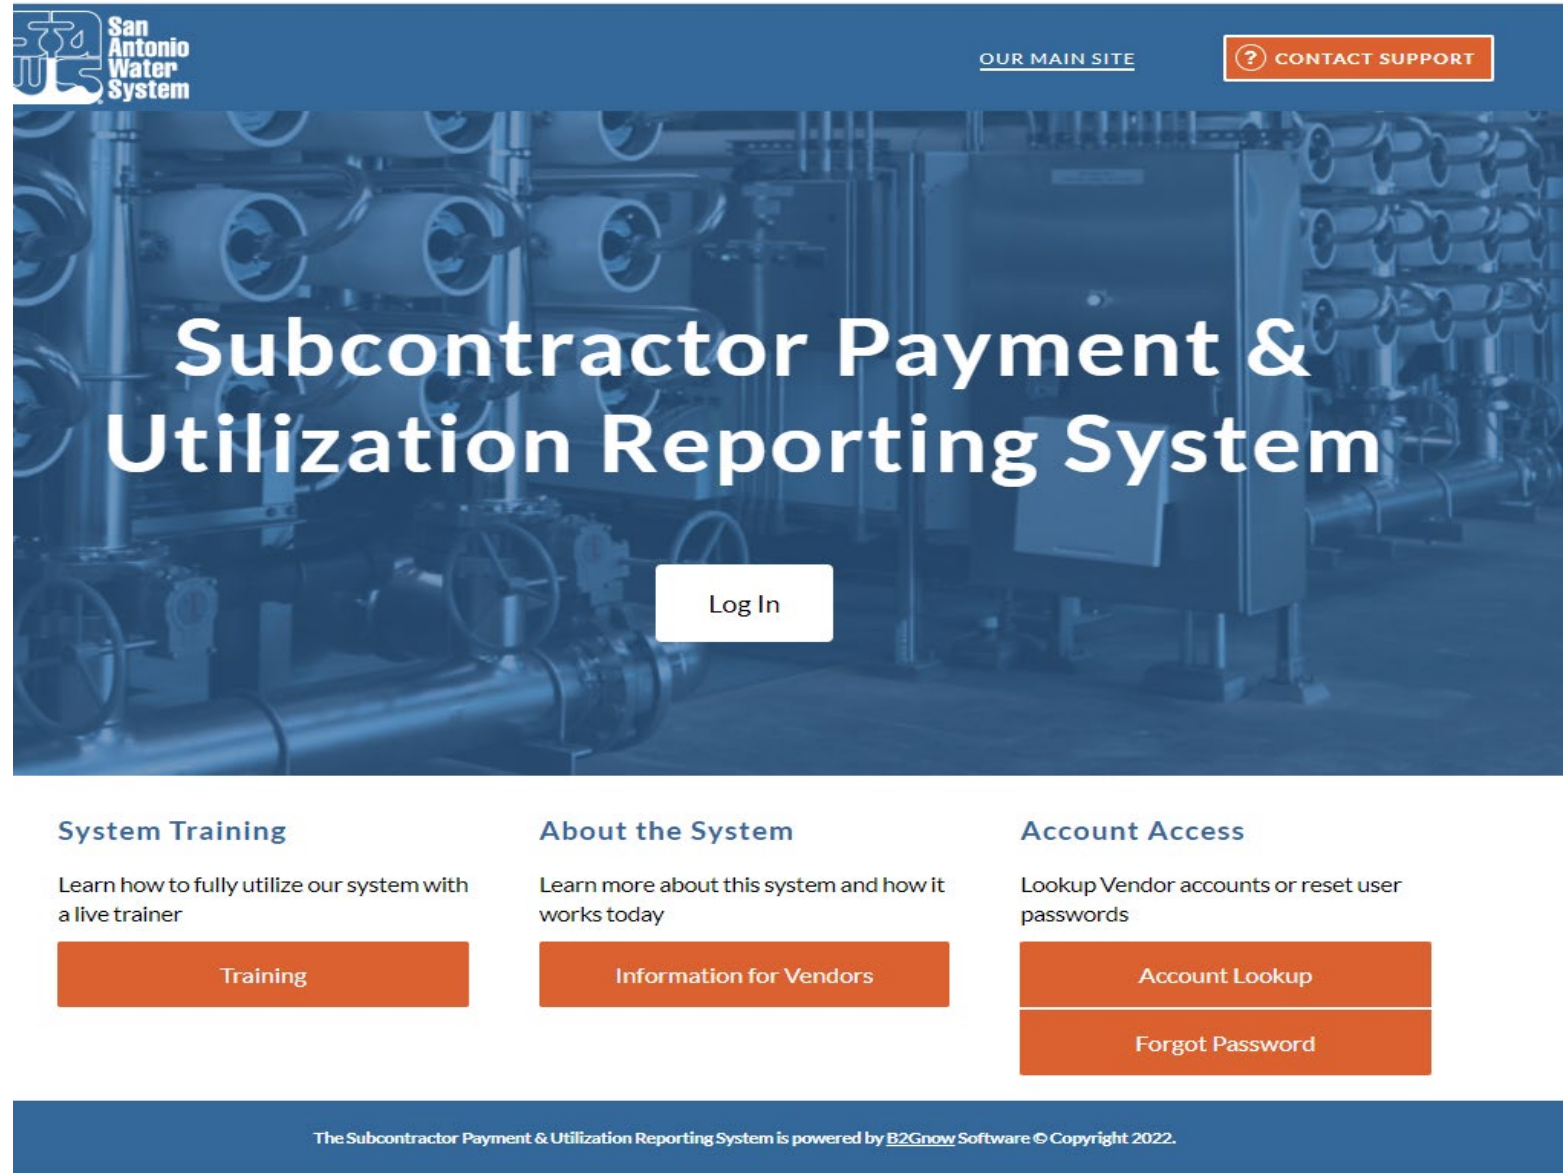 San
Antonio
Water
System
OUR MAIN SITE
? CONTACT SUPPORT
Subcontractor Payment &
Utilization Reporting System
Log In
System Training
Learn how to fully utilize our system with
a live trainer
Training
About the System
Learn more about this system and how it
works today
Information for Vendors
Account Access
Lookup Vendor accounts or reset user
passwords
Account Lookup
Forgot Password
The Subcontractor Payment & Utilization Reporting System is powered by B2Gnow Software © Copyright 2022.